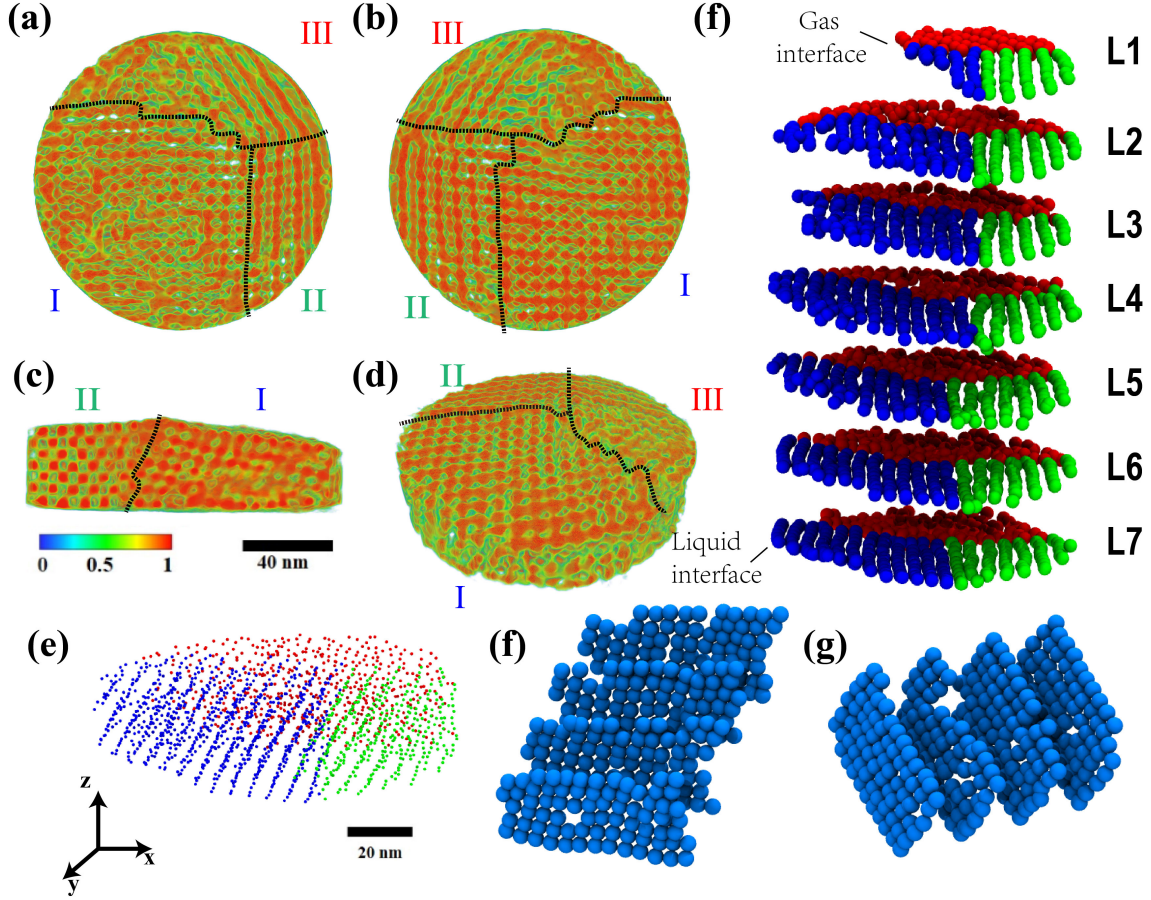 (a)
III
I
II
(b)
III
II
I
(c)
II
I
0
0.5
1
40 nm
(d)
II
III
I
(e)
z
x
y
20 nm
(f)
Gas
interface
L1
L2
L3
L4
L5
L6
L7
Liquid
interface
(f)
(g)